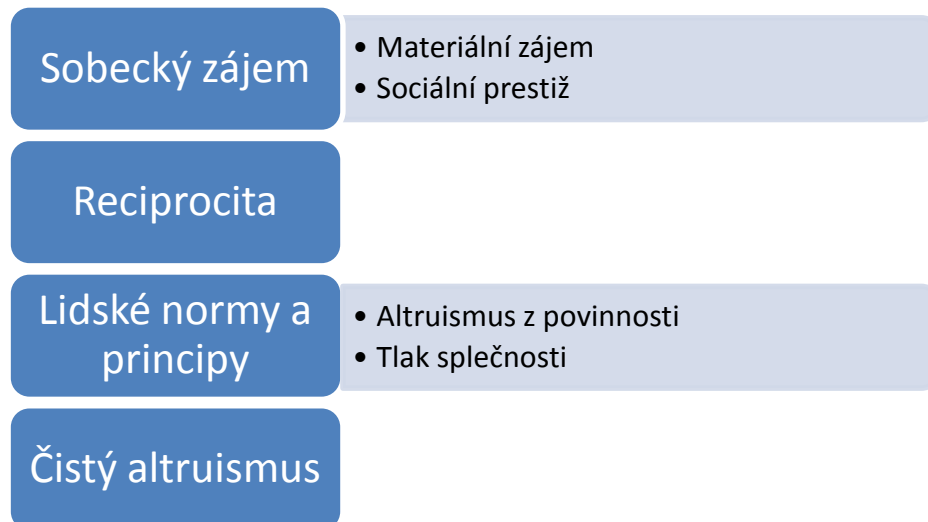 Sobecký zájem
• Materiální zájem
• Sociální prestiž
Reciprocita
Lidské normy a
principy
• Altruismus z povinnosti
• Tlak splečnosti
Čistý altruismus